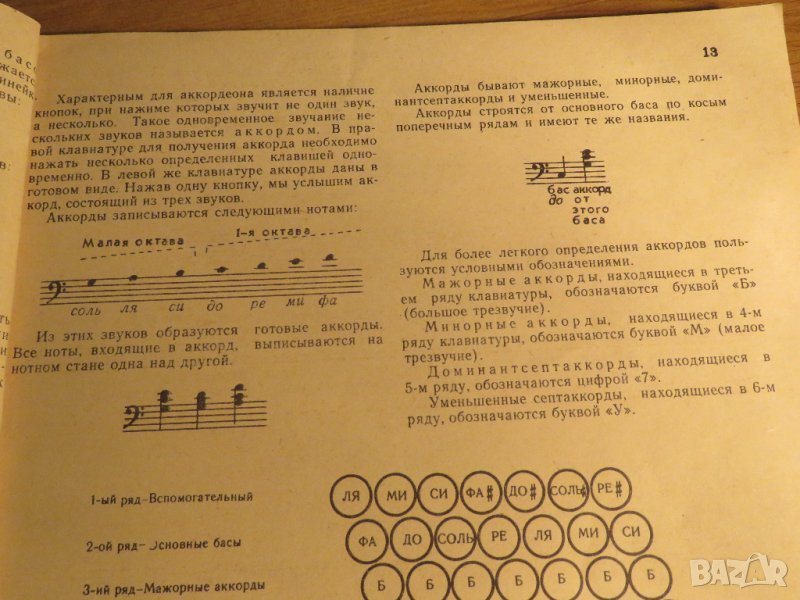 13
басо
жается
инейк-
вы:
в:
Характерным для аккордеона является наличие
кнопок, при нажиме которых звучит не один звук,
а несколько. Такое одновременное звучание не-
скольких звуков называется аккордом. В пра-
вой клавиатуре для получения аккорда необходимо
нажать несколько определенных клавишей одно-
временно. В левой же клавиатуре аккорды даны в
готовом виде. Нажав одну кнопку, мы услышим ак-
корд, состоящий из трех звуков.
Аккорды записываются следующими нотами:
Малая октава
1-я октава
соль ля си до ре ми фа
Из этих звуков образуются готовые аккорды.
Все ноты, входящие в аккорд, выписываются на
нотном стане одна над другой.
Аккорды бывают мажорные, минорные, доми-
нантсептаккорды и уменьшенные.
Аккорды строятся от основного баса по косым
поперечным рядам и имеют те же названия.
бас аккорд
до от
этого
баса
Для более легкого определения аккордов поль-
зуются условными обозначениями.
Мажорные аккорды, находящиеся в треть-
ем ряду клавиатуры, обозначаются буквой «Б»
(большое трезвучие).
Минорные аккорды, находящиеся в 4-м
ряду клавиатуры, обозначаются буквой «М» (малое
трезвучие).
Доминантсептаккорды, находящиеся в
5-м ряду, обозначаются цифрой «7».
Уменьшенные септаккорды, находящиеся в 6-м
ряду, обозначаются буквой «У».
1-ый ряд–Вспомогательный
ЛЯ МИ СИ ФА# ДО# СОЛЬ# РЕ#
2-ой ряд–Основные басы
ФА ДО СОЛЬ РЕ ЛЯ МИ СИ
3-ий ряд–Мажорные аккорды
Б Б Б Б Б Б Б
BAZAR